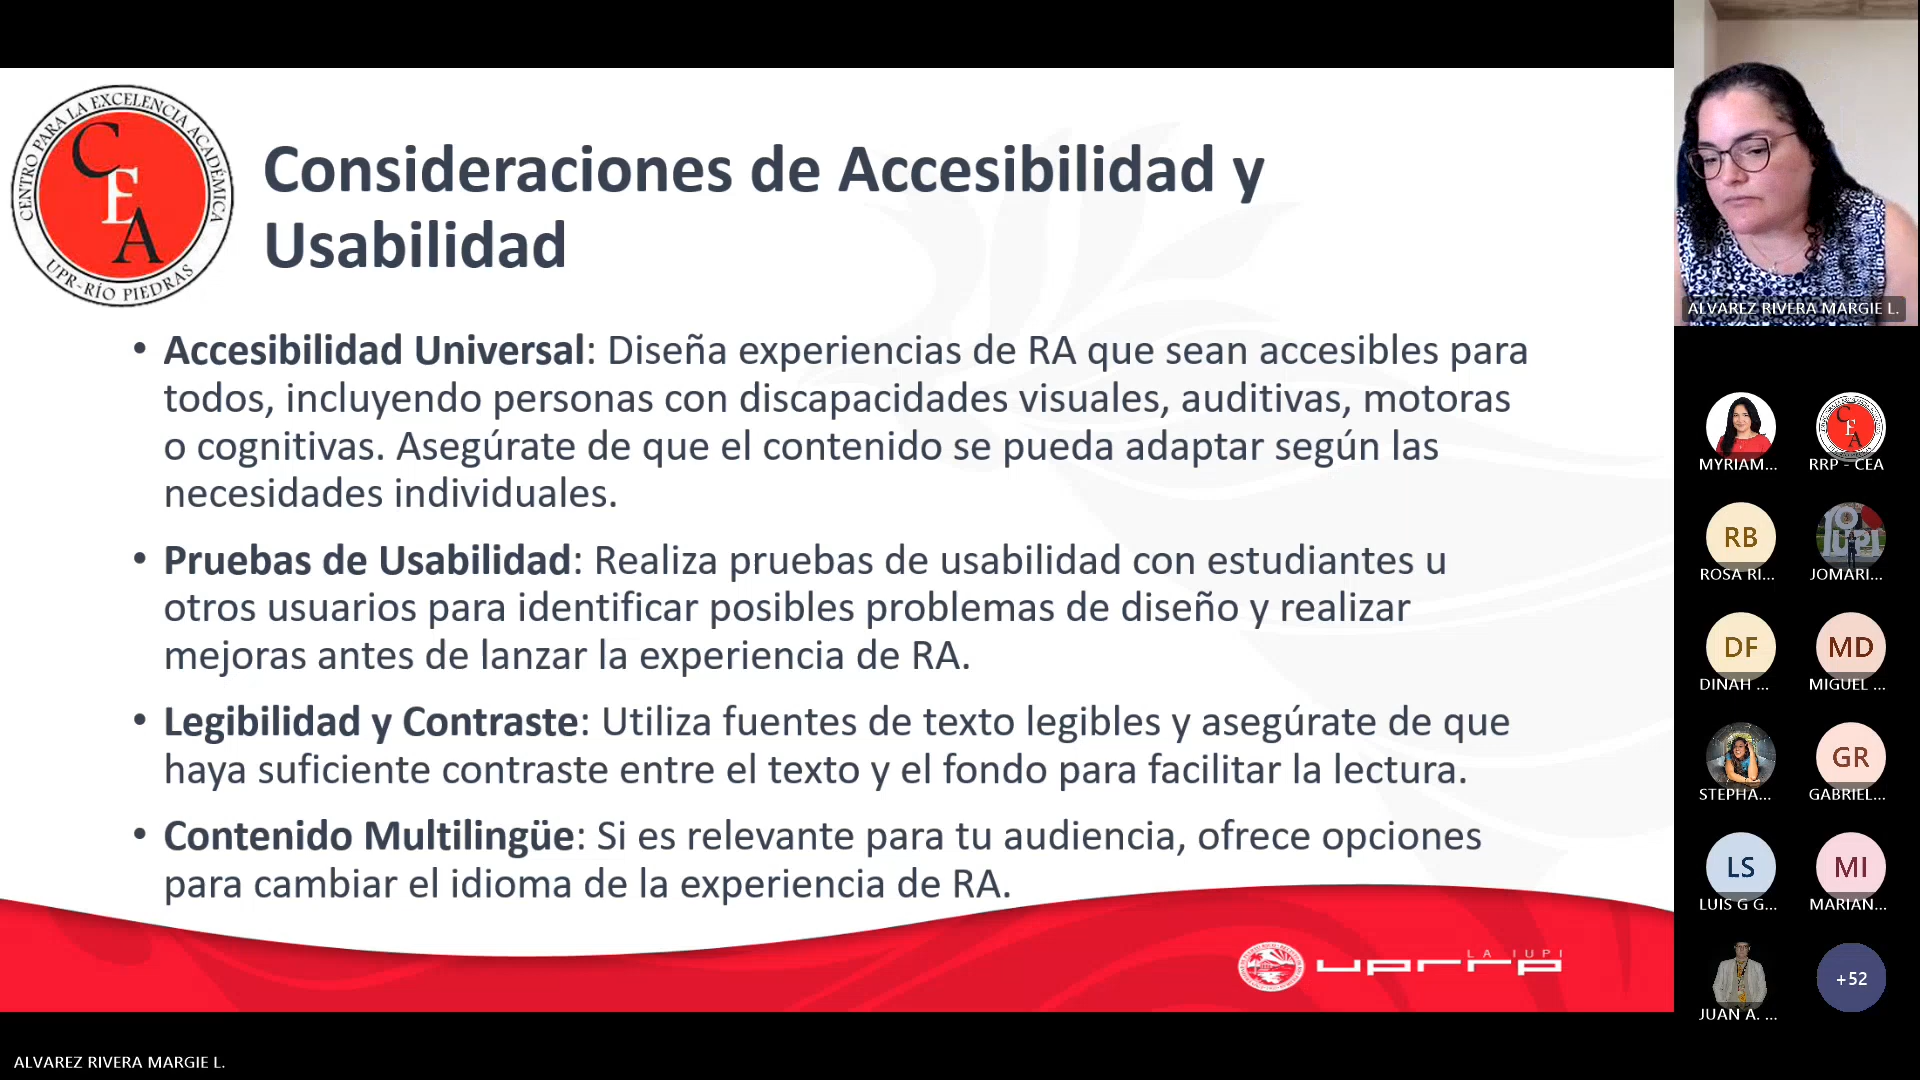 CENTRO PARA LA EXCELENCIA ACADÉMICA
CEA
UPR-RÍO PIEDRAS
Consideraciones de Accesibilidad y
Usabilidad
• Accesibilidad Universal: Diseña experiencias de RA que sean accesibles para
todos, incluyendo personas con discapacidades visuales, auditivas, motoras
o cognitivas. Asegúrate de que el contenido se pueda adaptar según las
necesidades individuales.
• Pruebas de Usabilidad: Realiza pruebas de usabilidad con estudiantes u
otros usuarios para identificar posibles problemas de diseño y realizar
mejoras antes de lanzar la experiencia de RA.
• Legibilidad y Contraste: Utiliza fuentes de texto legibles y asegúrate de que
haya suficiente contraste entre el texto y el fondo para facilitar la lectura.
• Contenido Multilingüe: Si es relevante para tu audiencia, ofrece opciones
para cambiar el idioma de la experiencia de RA.
LA IUPI
uprrp
ALVAREZ RIVERA MARGIE L.
MYRIAM...
CEA
RRP - CEA
RB
ROSA RI...
JOMARI...
DF
DINAH ...
MD
MIGUEL ...
STEPHA...
GR
GABRIEL...
LS
LUIS G G...
MI
MARIAN...
JUAN A. ...
+52
ALVAREZ RIVERA MARGIE L.